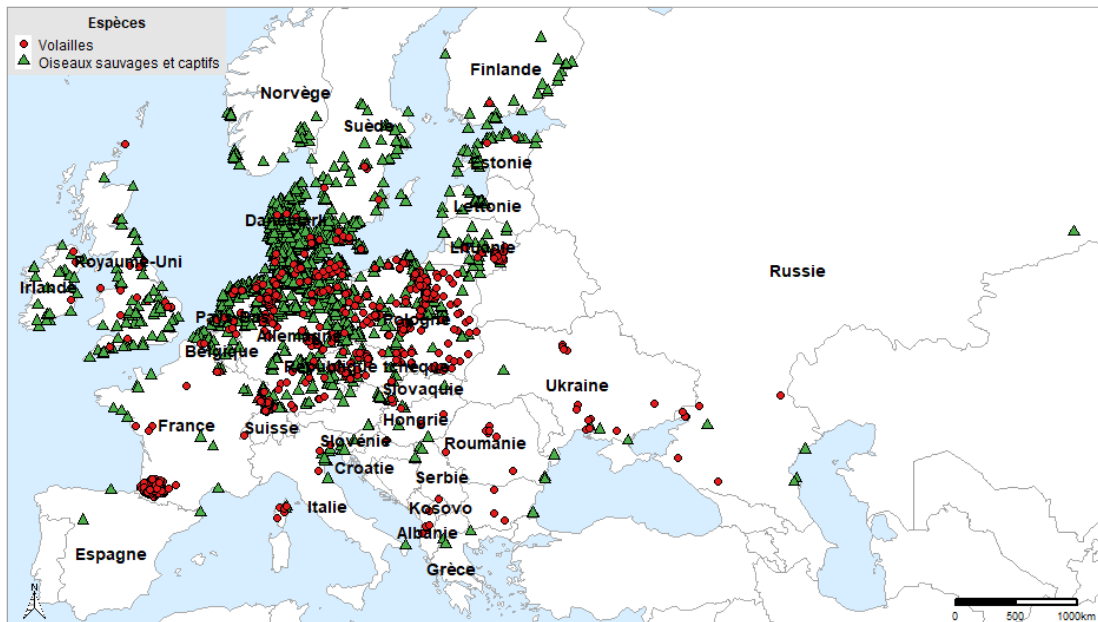 Espèces
Volailles
Oiseaux sauvages et captifs
Finlande
Norvège
Suède
Estonie
Lettonie
Danemark
Lituanie
Royaume-Uni
Russie
Irlande
Pays-Bas
Pologne
Allemagne
Belgique
République tchèque
Ukraine
Slovaquie
Hongrie
France
Suisse
Slovénie
Roumanie
Croatie
Serbie
Italie
Kosovo
Albanie
Espagne
Grèce
N
0 500 1000km